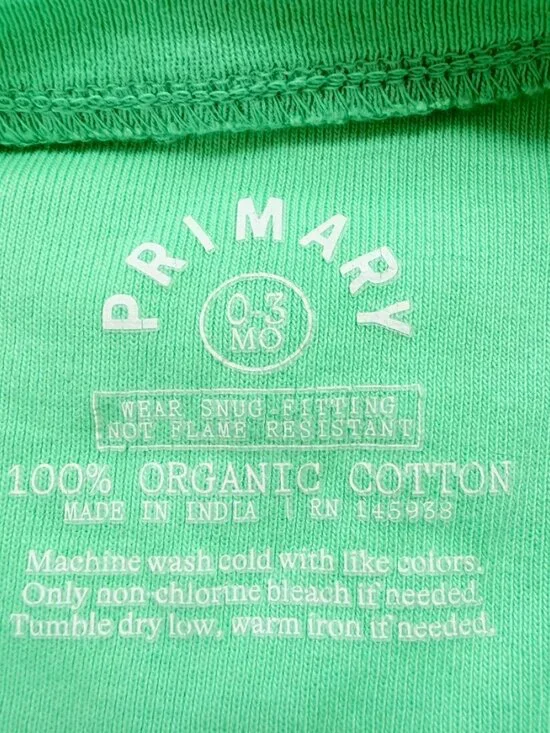 PRIMARY
0-3
MO
WEAR SNUG-FITTING
NOT FLAME RESISTANT
100% ORGANIC COTTON
MADE IN INDIA | RN 145938
Machine wash cold with like colors.
Only non-chlorine bleach if needed.
Tumble dry low, warm iron if needed.